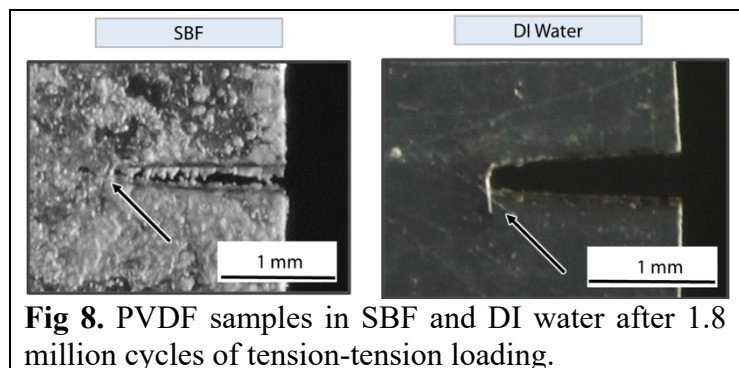 SBF
DI Water
1 mm
1 mm
Fig 8. PVDF samples in SBF and DI water after 1.8
million cycles of tension-tension loading.